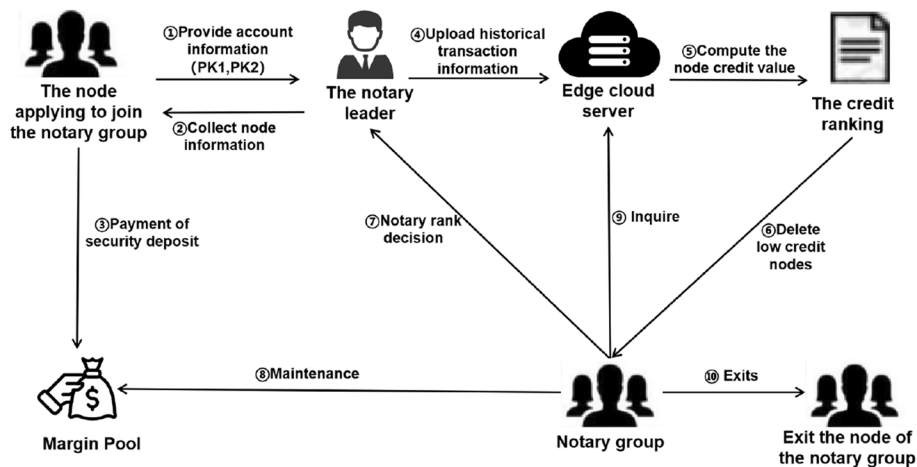 ①Provide account
information
(PK1,PK2)
④Upload historical
transaction
information
⑤Compute the
node credit value
The node
applying to join
the notary group
The notary
leader
Edge cloud
server
The credit
ranking
②Collect node
information
③Payment of
security deposit
⑦Notary rank
decision
⑨ Inquire
⑥Delete
low credit
nodes
⑧Maintenance
⑩ Exits
$
Margin Pool
Notary group
Exit the node of
the notary group